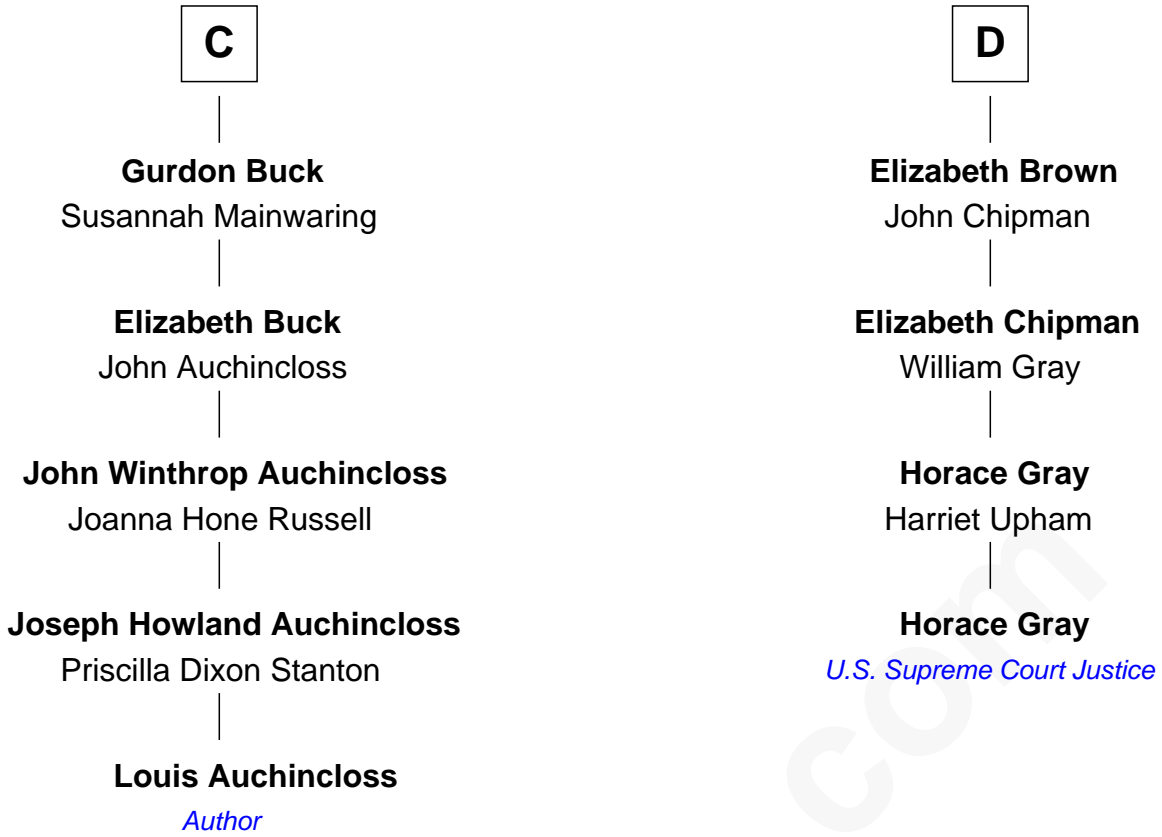 C
Gurdon Buck
Susannah Mainwaring
Elizabeth Buck
John Auchincloss
John Winthrop Auchincloss
Joanna Hone Russell
Joseph Howland Auchincloss
Priscilla Dixon Stanton
Louis Auchincloss
Author
D
Elizabeth Brown
John Chipman
Elizabeth Chipman
William Gray
Horace Gray
Harriet Upham
Horace Gray
U.S. Supreme Court Justice
com